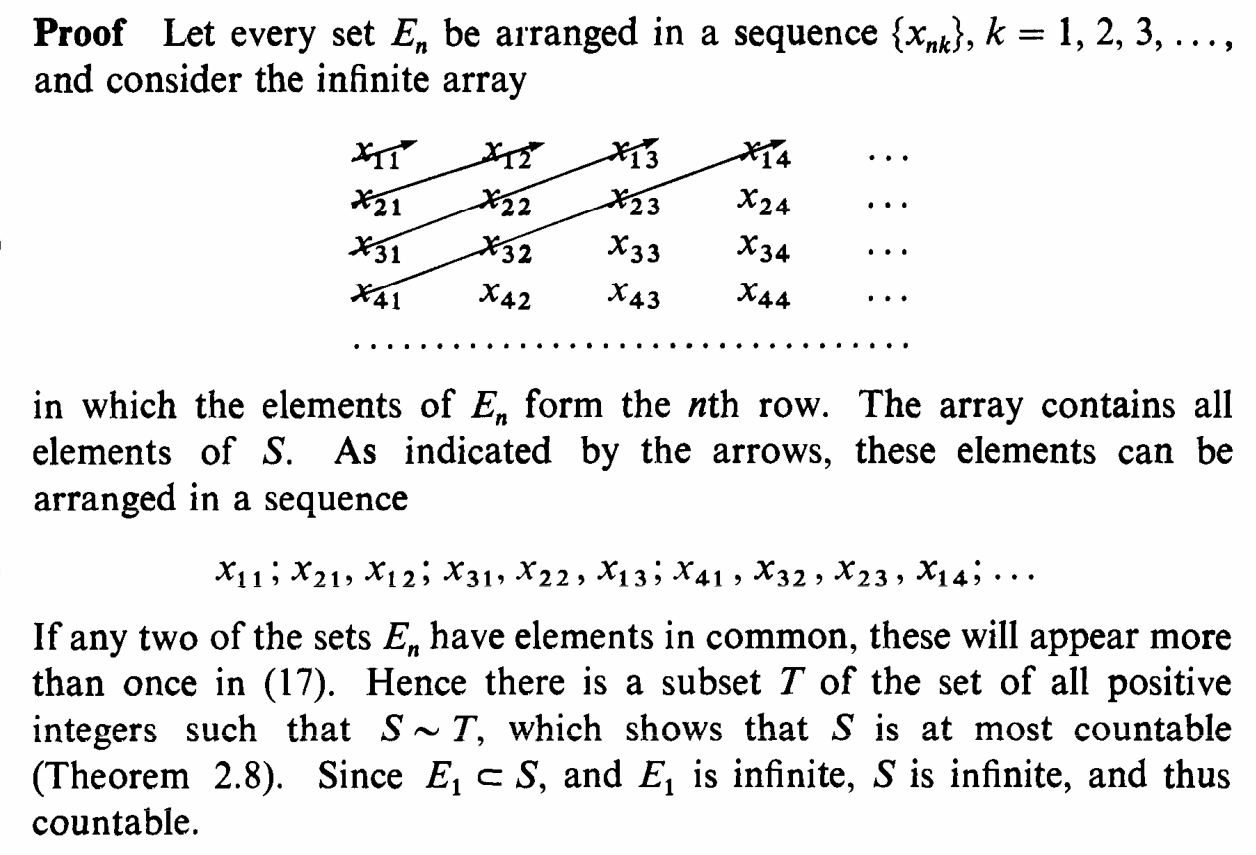 Proof Let every set Eₙ be arranged in a sequence {xₙₖ}, k = 1, 2, 3, ...,
and consider the infinite array
x₁₁ x₁₂ x₁₃ x₁₄ ...
x₂₁ x₂₂ x₂₃ x₂₄ ...
x₃₁ x₃₂ x₃₃ x₃₄ ...
x₄₁ x₄₂ x₄₃ x₄₄ ...
..................................
in which the elements of Eₙ form the nth row. The array contains all
elements of S. As indicated by the arrows, these elements can be
arranged in a sequence
x₁₁; x₂₁, x₁₂; x₃₁, x₂₂, x₁₃; x₄₁, x₃₂, x₂₃, x₁₄; ...
If any two of the sets Eₙ have elements in common, these will appear more
than once in (17). Hence there is a subset T of the set of all positive
integers such that S ~ T, which shows that S is at most countable
(Theorem 2.8). Since E₁ ⊂ S, and E₁ is infinite, S is infinite, and thus
countable.